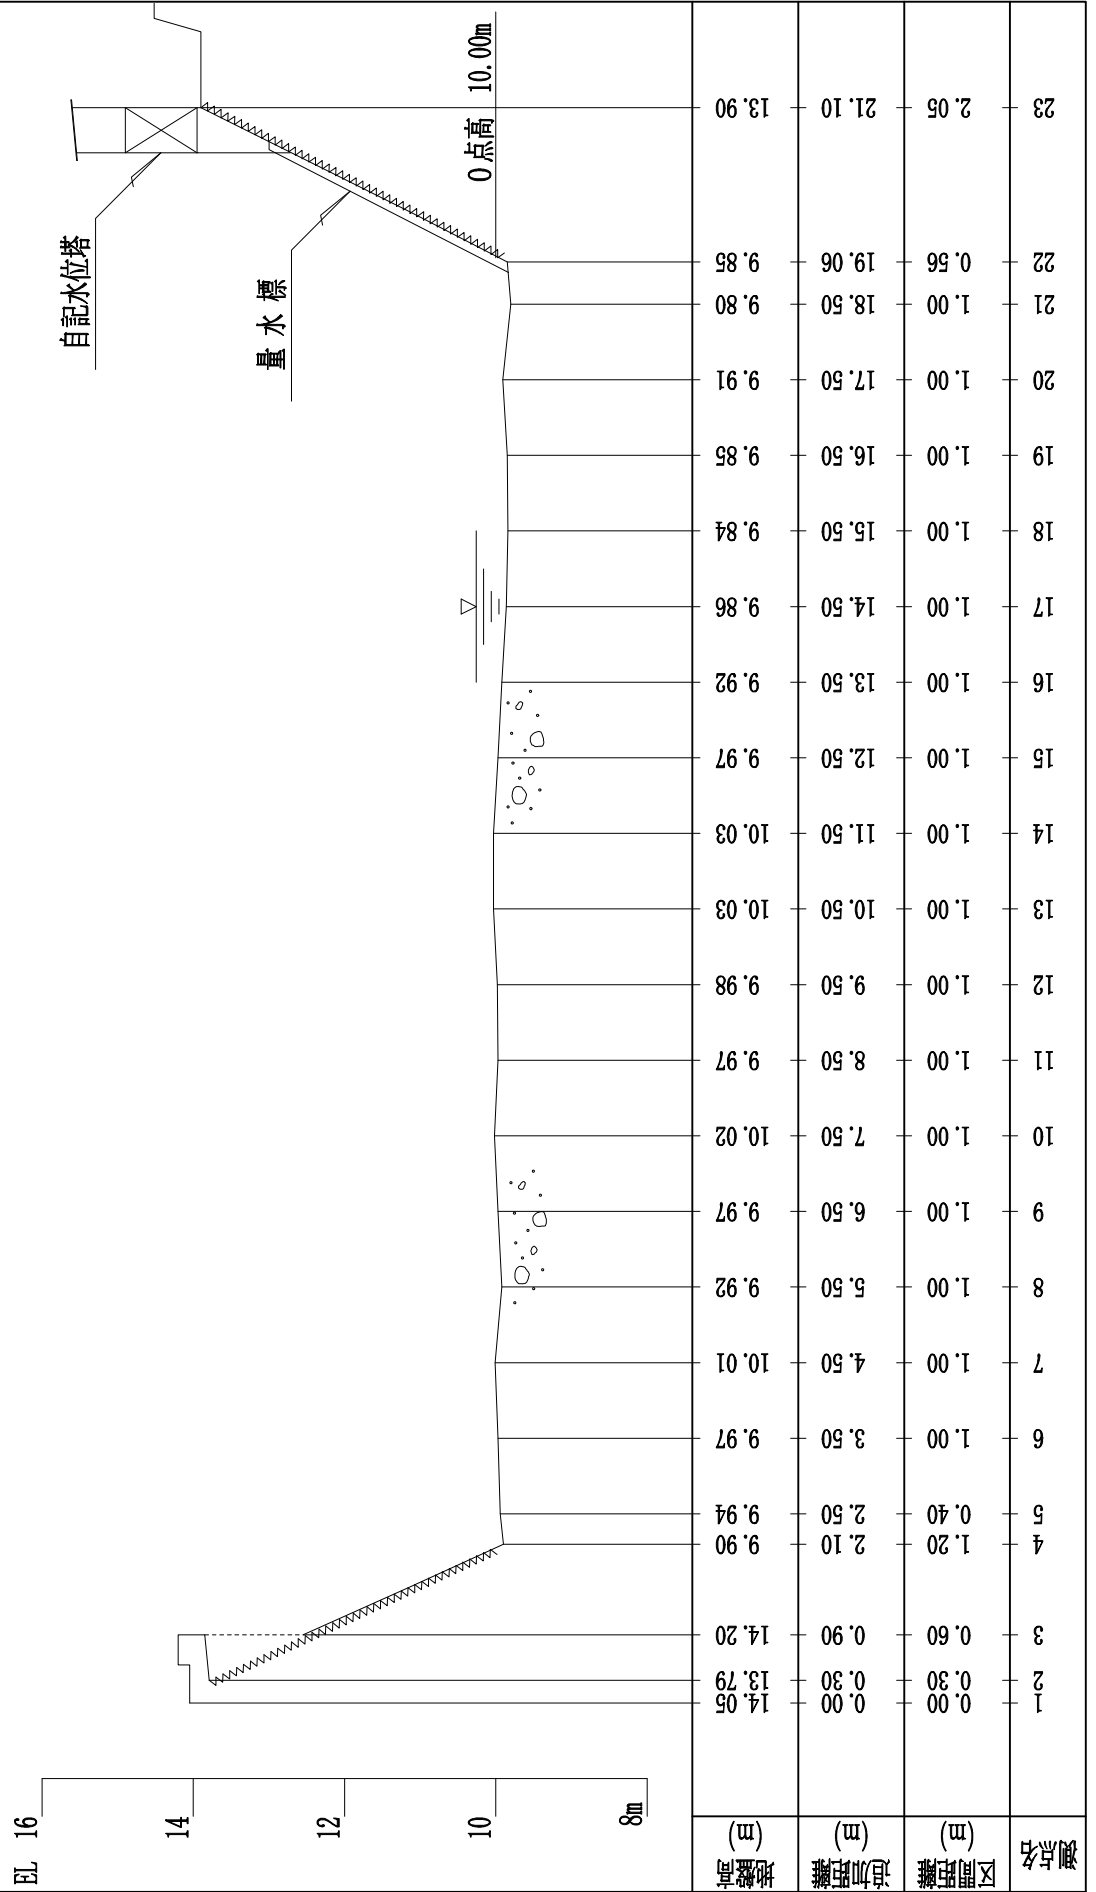 EL 16
14
12
10
8m
自記水位塔
量 水 標
0点高 10.00m
地盤高 (m) 14.05 13.79 14.20 9.90 9.94 9.97 10.01 9.92 9.97 10.02 9.97 9.98 10.03 10.03 9.97 9.92 9.86 9.84 9.85 9.91 9.80 9.85 13.90
追加距離 (m) 0.00 0.30 0.90 2.10 2.50 3.50 4.50 5.50 6.50 7.50 8.50 9.50 10.50 11.50 12.50 13.50 14.50 15.50 16.50 17.50 18.50 19.06 21.10
区間距離 (m) 0.00 0.30 0.60 1.20 0.40 1.00 1.00 1.00 1.00 1.00 1.00 1.00 1.00 1.00 1.00 1.00 1.00 1.00 1.00 1.00 1.00 0.56 2.05
測点名 1 2 3 4 5 6 7 8 9 10 11 12 13 14 15 16 17 18 19 20 21 22 23